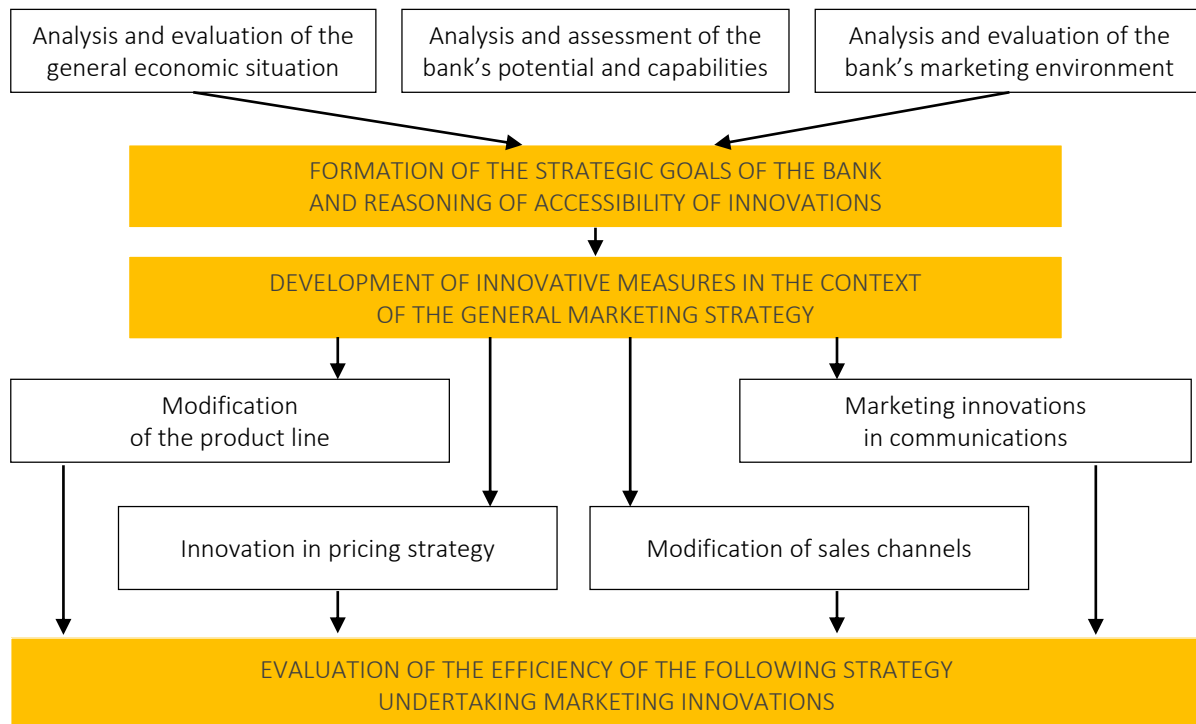 Analysis and evaluation of the
general economic situation
Analysis and assessment of the
bank’s potential and capabilities
Analysis and evaluation of the
bank’s marketing environment
FORMATION OF THE STRATEGIC GOALS OF THE BANK
AND REASONING OF ACCESSIBILITY OF INNOVATIONS
DEVELOPMENT OF INNOVATIVE MEASURES IN THE CONTEXT
OF THE GENERAL MARKETING STRATEGY
Modification
of the product line
Marketing innovations
in communications
Innovation in pricing strategy
Modification of sales channels
EVALUATION OF THE EFFICIENCY OF THE FOLLOWING STRATEGY
UNDERTAKING MARKETING INNOVATIONS